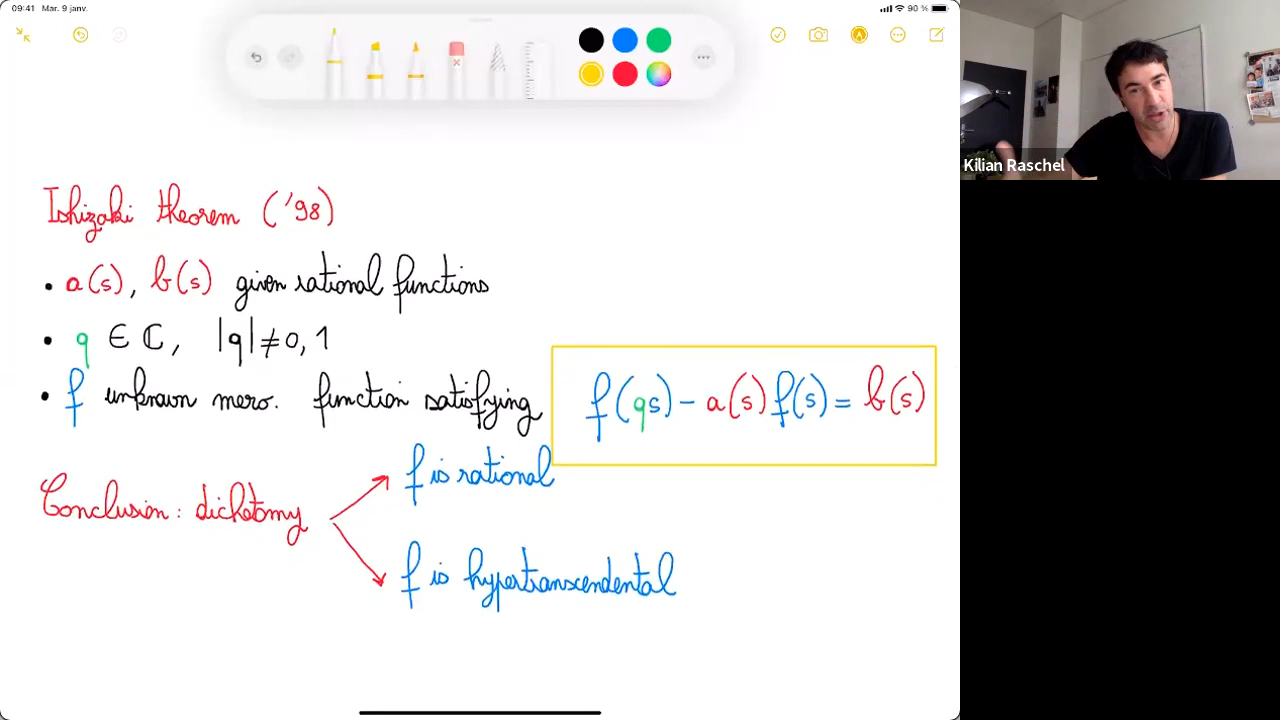 09:41 Mar. 9 janv.
90 %
Kilian Raschel
Ishizaki theorem ('98)
• a(s), b(s) given rational functions
• q ∈ ℂ, |q| ≠ 0, 1
• f unknown mero. function satisfying
f(qs) - a(s)f(s) = b(s)
f is rational
Conclusion: dichotomy
f is hypertranscendental